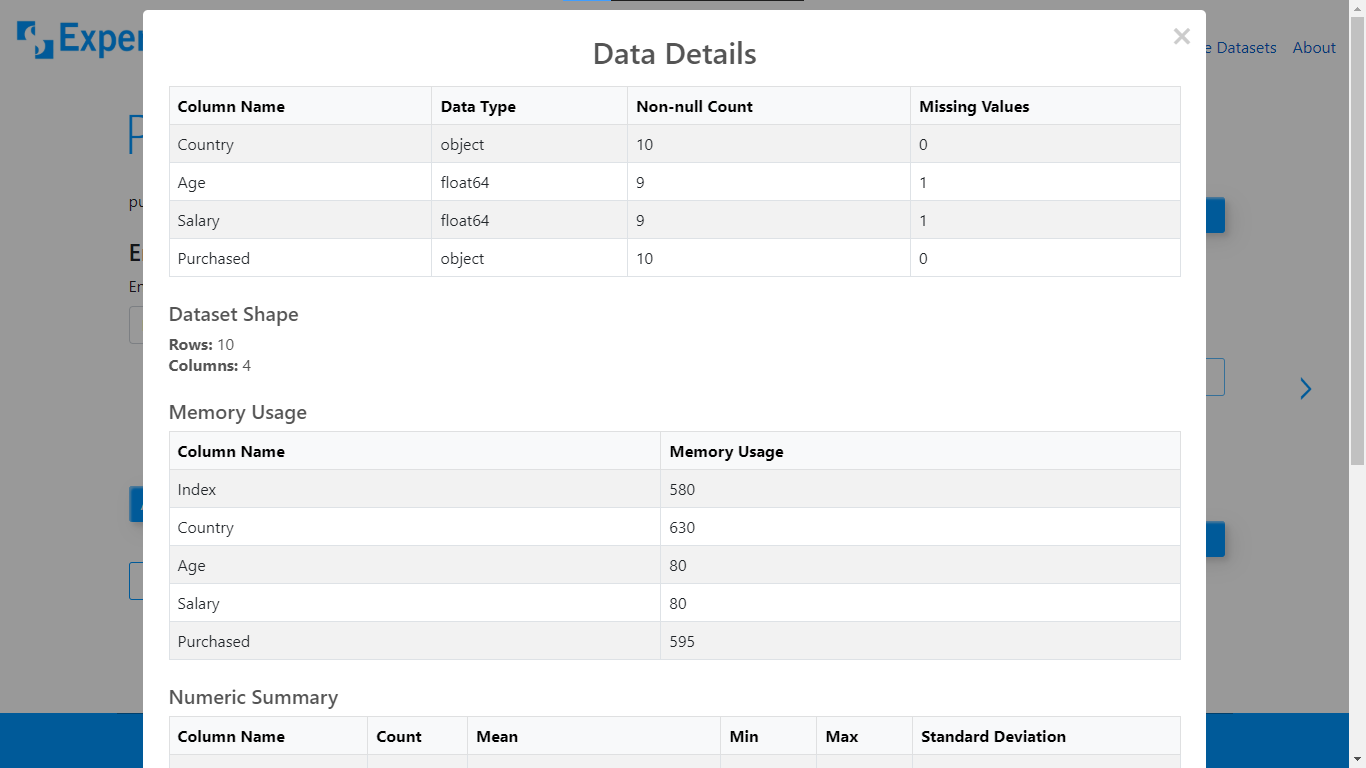 Exper
e Datasets About
Data Details
×
Column Name Data Type Non-null Count Missing Values
Country object 10 0
Age float64 9 1
Salary float64 9 1
Purchased object 10 0
Dataset Shape
Rows: 10
Columns: 4
Memory Usage
Column Name Memory Usage
Index 580
Country 630
Age 80
Salary 80
Purchased 595
Numeric Summary
Column Name Count Mean Min Max Standard Deviation